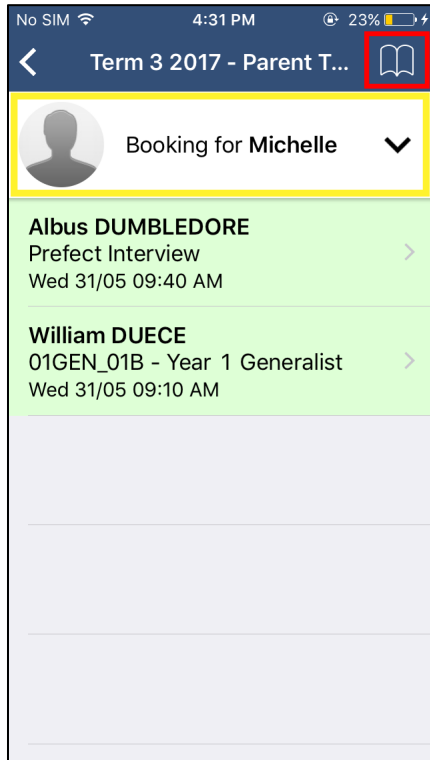 No SIM 4:31 PM 23%
Term 3 2017 - Parent T...
Booking for Michelle
Albus DUMBLEDORE
Prefect Interview
Wed 31/05 09:40 AM
William DUECE
01GEN_01B - Year 1 Generalist
Wed 31/05 09:10 AM